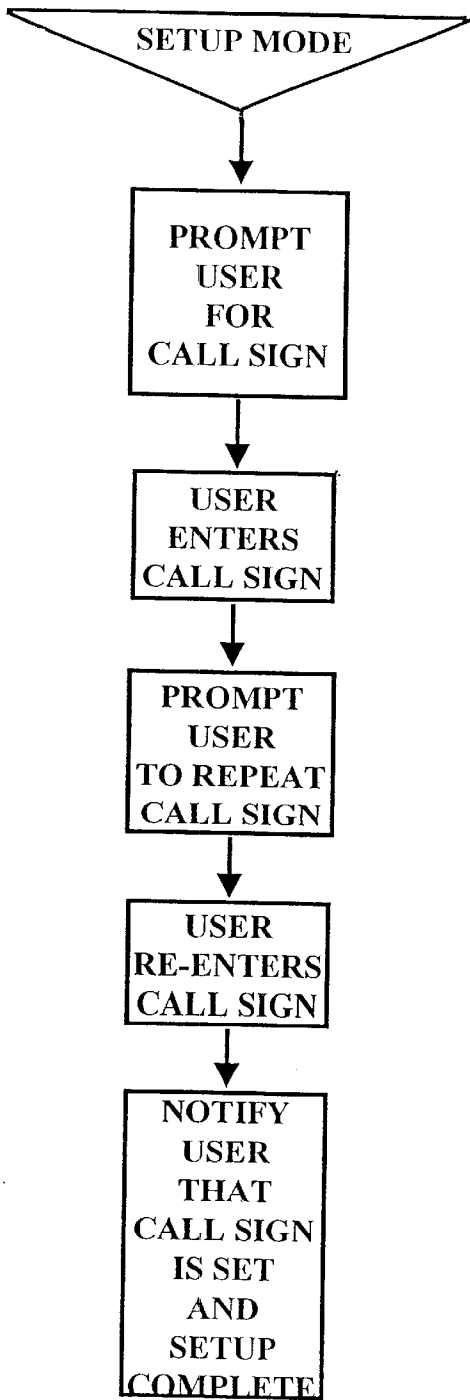 SETUP MODE
PROMPT
USER
FOR
CALL SIGN
USER
ENTERS
CALL SIGN
PROMPT
USER
TO REPEAT
CALL SIGN
USER
RE-ENTERS
CALL SIGN
NOTIFY
USER
THAT
CALL SIGN
IS SET
AND
SETUP
COMPLETE